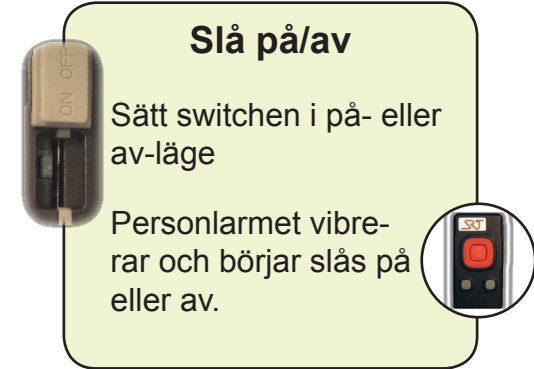 Slå på/av
ON OFF
Sätt switchen i på- eller
av-läge
Personlarmet vibre-
rar och börjar slås på
eller av.
SRT